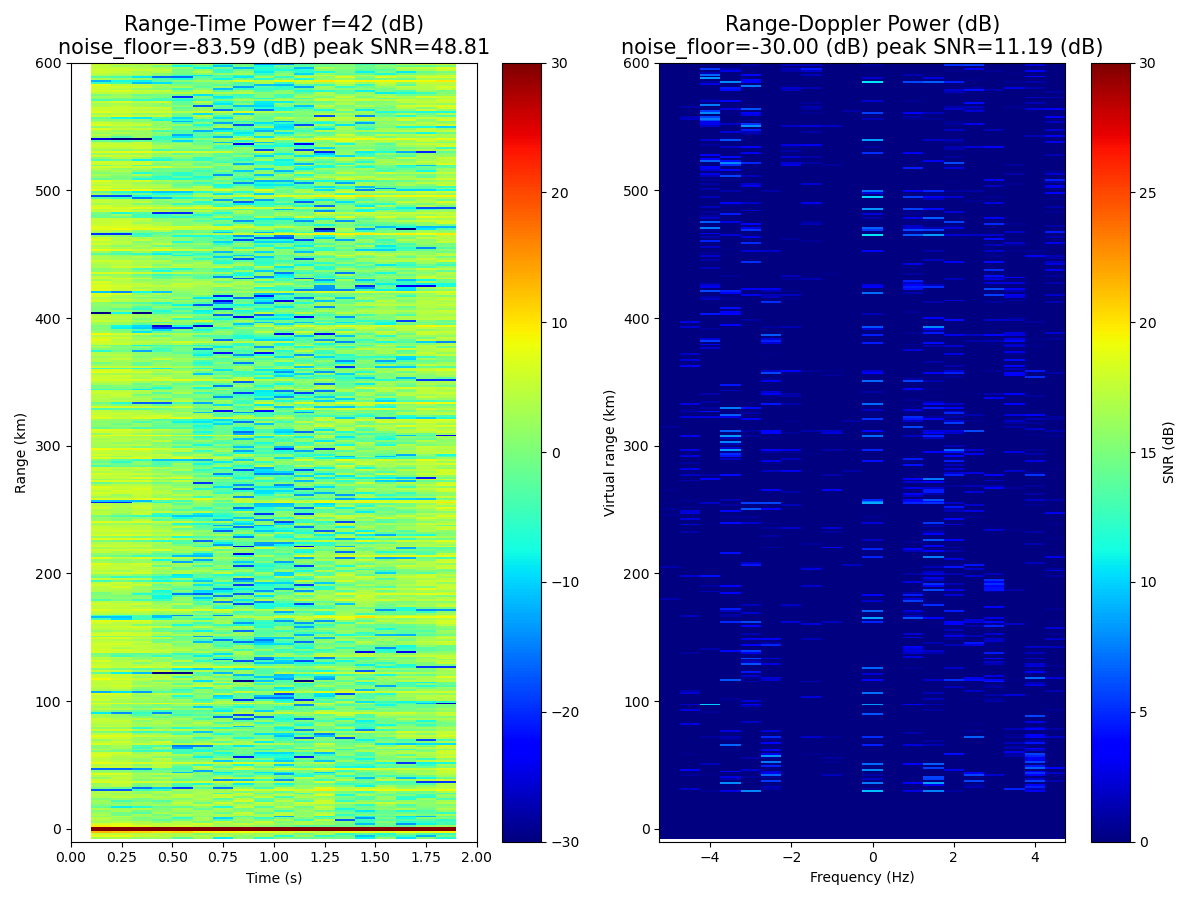 Range-Time Power f=42 (dB)
noise_floor=-83.59 (dB) peak SNR=48.81
Range-Doppler Power (dB)
noise_floor=-30.00 (dB) peak SNR=11.19 (dB)
Range (km)
600
500
400
300
200
100
0
0.00 0.25 0.50 0.75 1.00 1.25 1.50 1.75 2.00
Time (s)
30
20
10
0
−10
−20
−30
Virtual range (km)
600
500
400
300
200
100
0
−4 −2 0 2 4
Frequency (Hz)
30
25
20
15
10
5
0
SNR (dB)